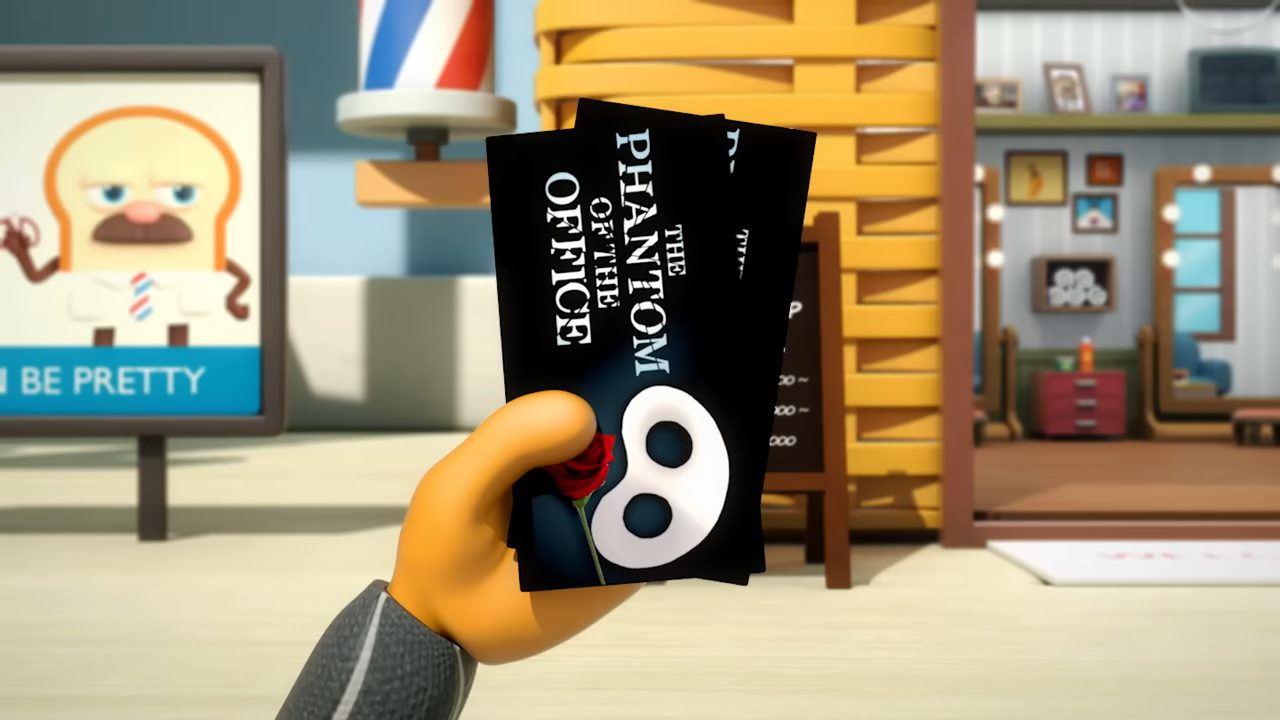 THE
PHANTOM
OF THE
OFFICE
BE PRETTY